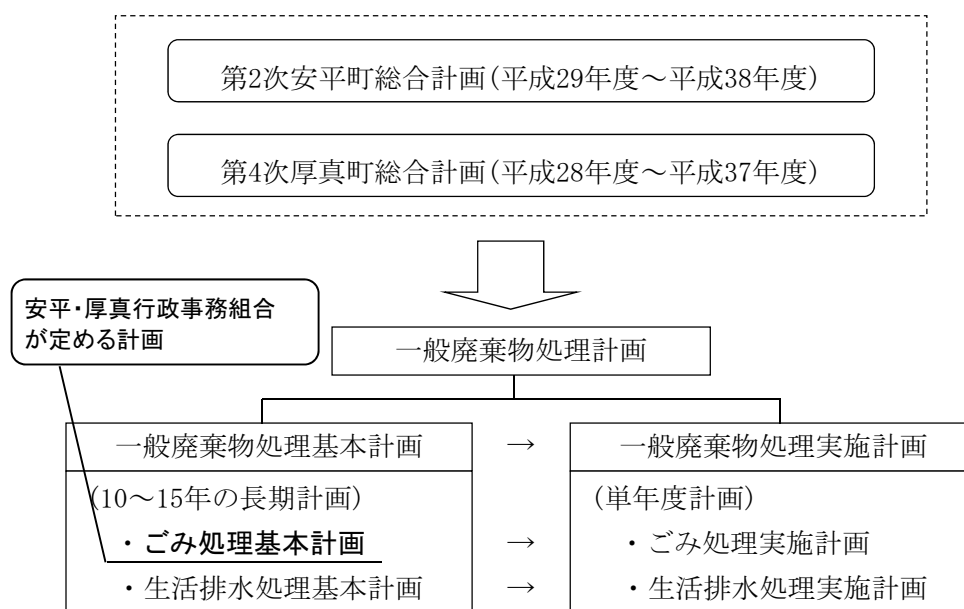 第2次安平町総合計画(平成29年度～平成38年度)
第4次厚真町総合計画(平成28年度～平成37年度)
安平・厚真行政事務組合
が定める計画
一般廃棄物処理計画
一般廃棄物処理基本計画 → 一般廃棄物処理実施計画
(10～15年の長期計画) (単年度計画)
・ごみ処理基本計画 → ・ごみ処理実施計画
・生活排水処理基本計画 → ・生活排水処理実施計画